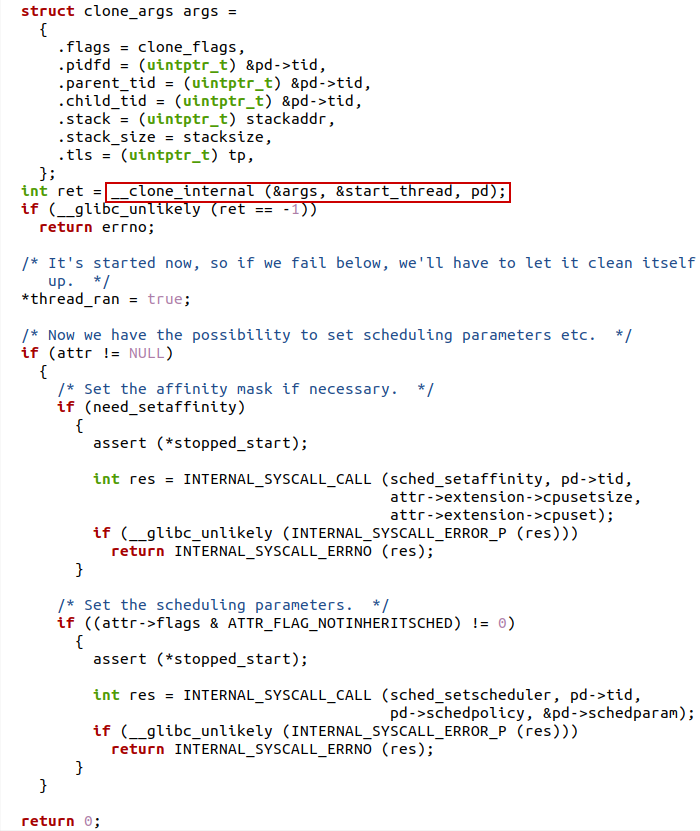 struct clone_args args =
  {
    .flags = clone_flags,
    .pidfd = (uintptr_t) &pd->tid,
    .parent_tid = (uintptr_t) &pd->tid,
    .child_tid = (uintptr_t) &pd->tid,
    .stack = (uintptr_t) stackaddr,
    .stack_size = stacksize,
    .tls = (uintptr_t) tp,
  };
int ret = __clone_internal (&args, &start_thread, pd);
if (__glibc_unlikely (ret == -1))
  return errno;

/* It's started now, so if we fail below, we'll have to let it clean itself
   up.  */
*thread_ran = true;

/* Now we have the possibility to set scheduling parameters etc.  */
if (attr != NULL)
  {
    /* Set the affinity mask if necessary.  */
    if (need_setaffinity)
      {
        assert (*stopped_start);

        int res = INTERNAL_SYSCALL_CALL (sched_setaffinity, pd->tid,
                                         attr->extension->cpusetsize,
                                         attr->extension->cpuset);
        if (__glibc_unlikely (INTERNAL_SYSCALL_ERROR_P (res)))
          return INTERNAL_SYSCALL_ERRNO (res);
      }

    /* Set the scheduling parameters.  */
    if ((attr->flags & ATTR_FLAG_NOTINHERITSCHED) != 0)
      {
        assert (*stopped_start);

        int res = INTERNAL_SYSCALL_CALL (sched_setscheduler, pd->tid,
                                         pd->schedpolicy, &pd->schedparam);
        if (__glibc_unlikely (INTERNAL_SYSCALL_ERROR_P (res)))
          return INTERNAL_SYSCALL_ERRNO (res);
      }
  }

return 0;